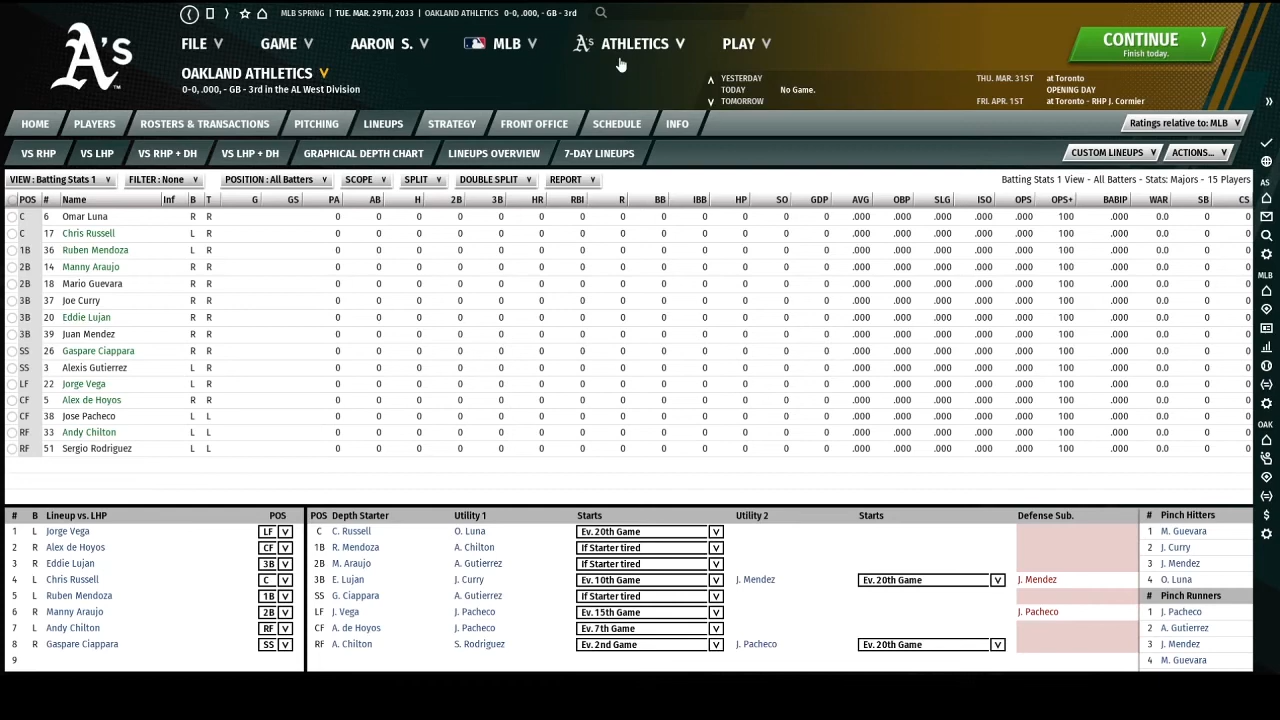 MLB SPRING | TUE. MAR. 29TH, 2033 | OAKLAND ATHLETICS 0-0, .000, - GB - 3rd
A's
FILE GAME AARON S. MLB A's ATHLETICS PLAY
CONTINUE
Finish today.
OAKLAND ATHLETICS
0-0, .000, - GB - 3rd in the AL West Division
YESTERDAY THU. MAR. 31ST at Toronto
TODAY No Game. OPENING DAY
TOMORROW FRI. APR. 1ST at Toronto - RHP J. Cormier
HOME PLAYERS ROSTERS & TRANSACTIONS PITCHING LINEUPS STRATEGY FRONT OFFICE SCHEDULE INFO Ratings relative to: MLB
VS RHP VS LHP VS RHP + DH VS LHP + DH GRAPHICAL DEPTH CHART LINEUPS OVERVIEW 7-DAY LINEUPS CUSTOM LINEUPS ACTIONS...
VIEW : Batting Stats 1 FILTER : None POSITION : All Batters SCOPE SPLIT DOUBLE SPLIT REPORT Batting Stats 1 View - All Batters - Stats: Majors - 15 Players
POS # Name Inf B T G GS PA AB H 2B 3B HR RBI R BB IBB HP SO GDP AVG OBP SLG ISO OPS OPS+ BABIP WAR SB CS
C 6 Omar Luna R R 0 0 0 0 0 0 0 0 0 0 0 0 0 .000 .000 .000 .000 .000 100 .000 0.0 0 0
C 17 Chris Russell L R 0 0 0 0 0 0 0 0 0 0 0 0 0 .000 .000 .000 .000 .000 100 .000 0.0 0 0
1B 36 Ruben Mendoza L R 0 0 0 0 0 0 0 0 0 0 0 0 0 .000 .000 .000 .000 .000 100 .000 0.0 0 0
2B 14 Manny Araujo R R 0 0 0 0 0 0 0 0 0 0 0 0 0 .000 .000 .000 .000 .000 100 .000 0.0 0 0
2B 18 Mario Guevara R R 0 0 0 0 0 0 0 0 0 0 0 0 0 .000 .000 .000 .000 .000 100 .000 0.0 0 0
3B 37 Joe Curry R R 0 0 0 0 0 0 0 0 0 0 0 0 0 .000 .000 .000 .000 .000 100 .000 0.0 0 0
3B 20 Eddie Lujan R R 0 0 0 0 0 0 0 0 0 0 0 0 0 .000 .000 .000 .000 .000 100 .000 0.0 0 0
3B 39 Juan Mendez R R 0 0 0 0 0 0 0 0 0 0 0 0 0 .000 .000 .000 .000 .000 100 .000 0.0 0 0
SS 26 Gaspare Ciappara R R 0 0 0 0 0 0 0 0 0 0 0 0 0 .000 .000 .000 .000 .000 100 .000 0.0 0 0
SS 3 Alexis Gutierrez R R 0 0 0 0 0 0 0 0 0 0 0 0 0 .000 .000 .000 .000 .000 100 .000 0.0 0 0
LF 22 Jorge Vega L R 0 0 0 0 0 0 0 0 0 0 0 0 0 .000 .000 .000 .000 .000 100 .000 0.0 0 0
CF 5 Alex de Hoyos R R 0 0 0 0 0 0 0 0 0 0 0 0 0 .000 .000 .000 .000 .000 100 .000 0.0 0 0
CF 38 Jose Pacheco L L 0 0 0 0 0 0 0 0 0 0 0 0 0 .000 .000 .000 .000 .000 100 .000 0.0 0 0
RF 33 Andy Chilton L L 0 0 0 0 0 0 0 0 0 0 0 0 0 .000 .000 .000 .000 .000 100 .000 0.0 0 0
RF 51 Sergio Rodriguez L L 0 0 0 0 0 0 0 0 0 0 0 0 0 .000 .000 .000 .000 .000 100 .000 0.0 0 0
# B Lineup vs. LHP POS POS Depth Starter Utility 1 Starts Utility 2 Starts Defense Sub. # Pinch Hitters
1 L Jorge Vega LF C C. Russell O. Luna Ev. 20th Game 1 M. Guevara
2 R Alex de Hoyos CF 1B R. Mendoza A. Chilton If Starter tired 2 J. Curry
3 R Eddie Lujan 3B 2B M. Araujo A. Gutierrez If Starter tired 3 J. Mendez
4 L Chris Russell C 3B E. Lujan J. Curry Ev. 10th Game J. Mendez Ev. 20th Game J. Mendez 4 O. Luna
5 L Ruben Mendoza 1B SS G. Ciappara A. Gutierrez If Starter tired # Pinch Runners
6 R Manny Araujo 2B LF J. Vega J. Pacheco Ev. 15th Game J. Pacheco 1 J. Pacheco
7 L Andy Chilton RF CF A. de Hoyos J. Pacheco Ev. 7th Game 2 A. Gutierrez
8 R Gaspare Ciappara SS RF A. Chilton S. Rodriguez Ev. 2nd Game J. Pacheco Ev. 20th Game 3 J. Mendez
9 4 M. Guevara
AS
MLB
OAK